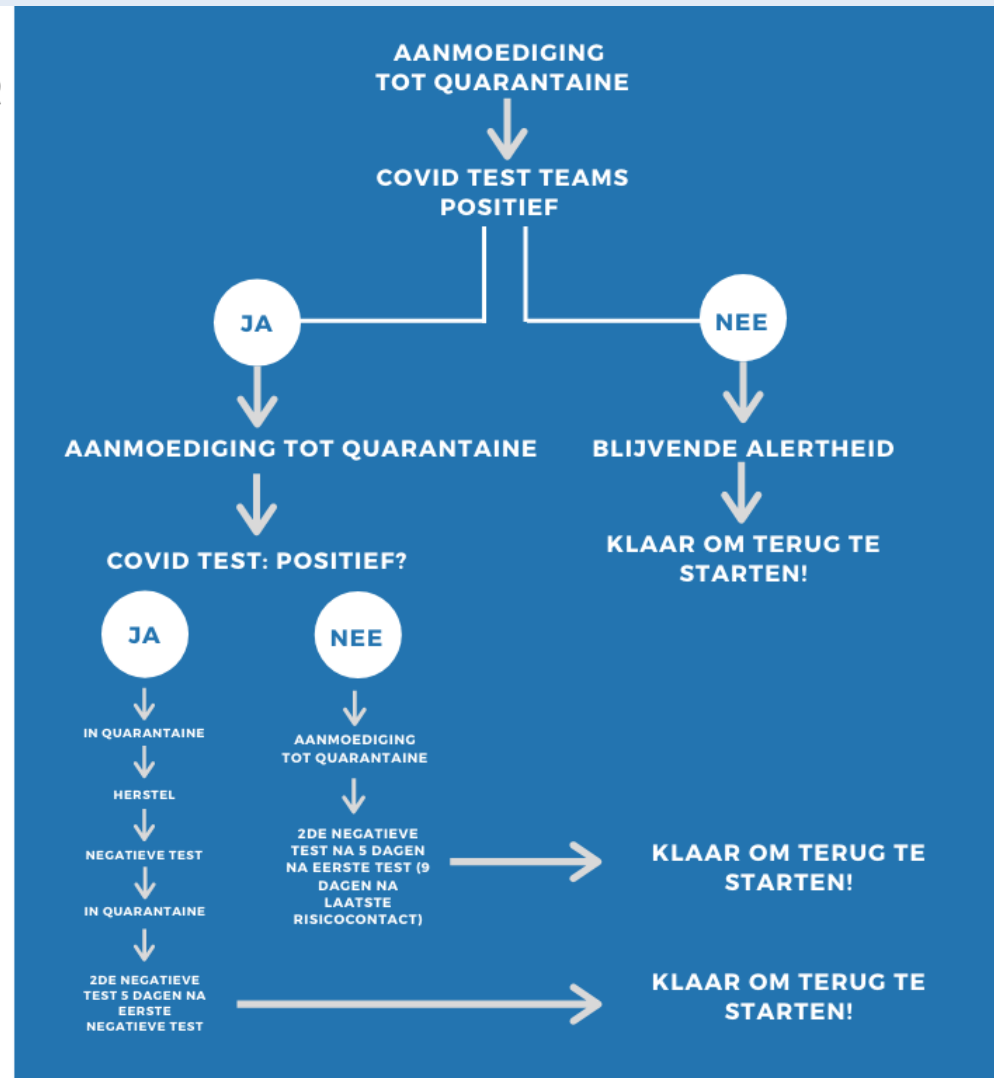 AANMOEDIGING
TOT QUARANTAINE
COVID TEST TEAMS
POSITIEF
JA
NEE
AANMOEDIGING TOT QUARANTAINE
BLIJVENDE ALERTHEID
KLAAR OM TERUG TE
STARTEN!
COVID TEST: POSITIEF?
JA
NEE
IN QUARANTAINE
HERSTEL
NEGATIEVE TEST
IN QUARANTAINE
2DE NEGATIEVE
TEST 5 DAGEN NA
EERSTE
NEGATIEVE TEST
AANMOEDIGING
TOT QUARANTAINE
2DE NEGATIEVE
TEST NA 5 DAGEN
NA EERSTE TEST (9
DAGEN NA
LAATSTE
RISICOCONTACT)
KLAAR OM TERUG TE
STARTEN!
KLAAR OM TERUG TE
STARTEN!